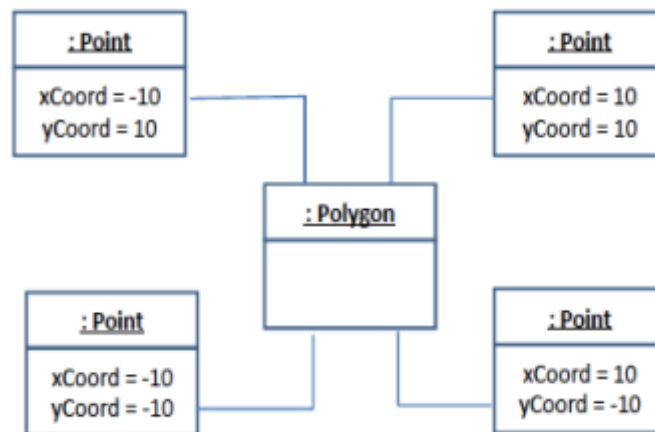 : Point
xCoord = -10
yCoord = 10
: Point
xCoord = 10
yCoord = 10
: Polygon
: Point
xCoord = -10
yCoord = -10
: Point
xCoord = 10
yCoord = -10